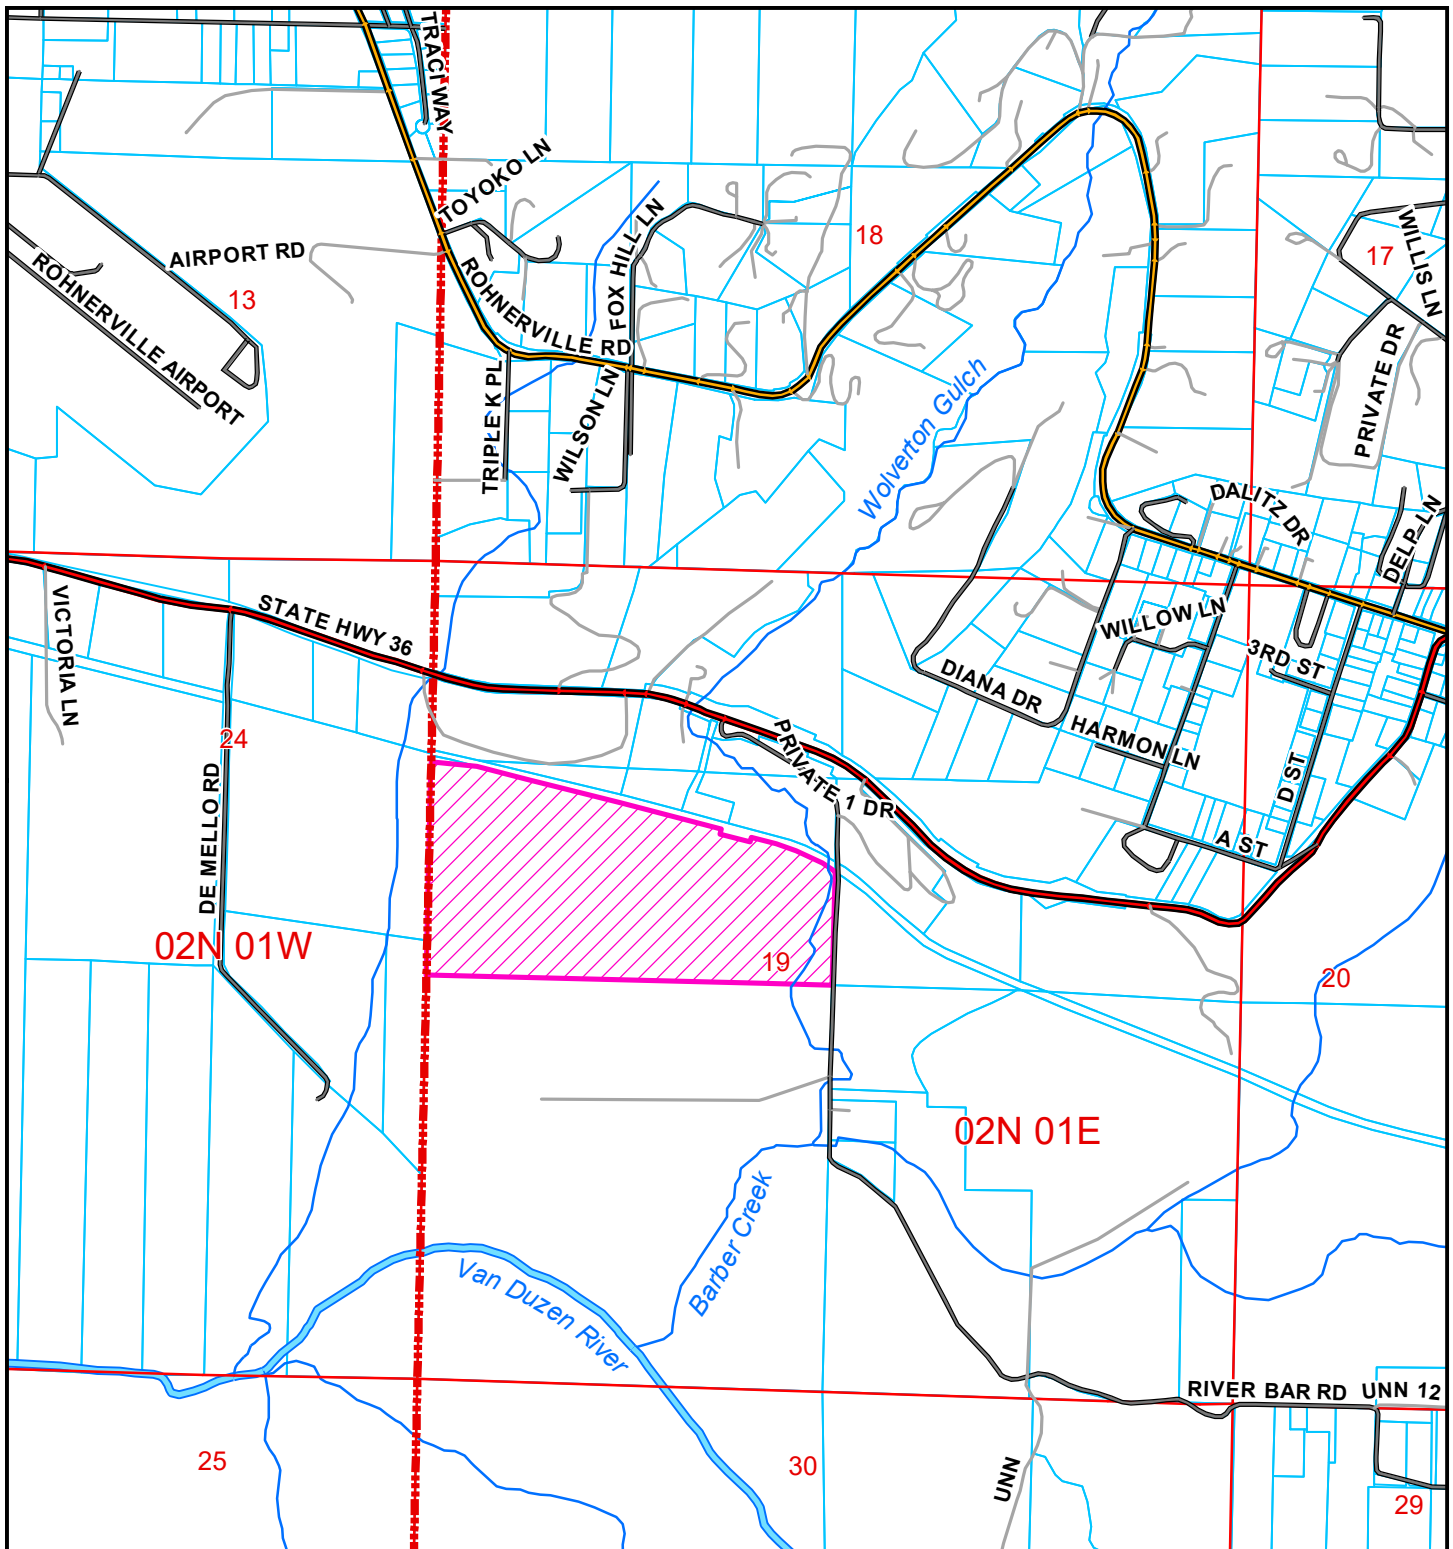 TRACI WAY
TOYOKO LN
FOX HILL LN
18
WILLIS LN
17
AIRPORT RD
ROHNERVILLE RD
13
ROHNERVILLE AIRPORT
PRIVATE DR
TRIPLE K PL
WILSON LN
Wolverton Gulch
DALITZ DR
DELP LN
VICTORIA LN
STATE HWY 36
WILLOW LN
3RD ST
DIANA DR
HARMON LN
24
PRIVATE 1 DR
D ST
DE MELLO RD
A ST
02N 01W
19
20
02N 01E
Barber Creek
Van Duzen River
RIVER BAR RD
UNN 12
25
30
UNN
29